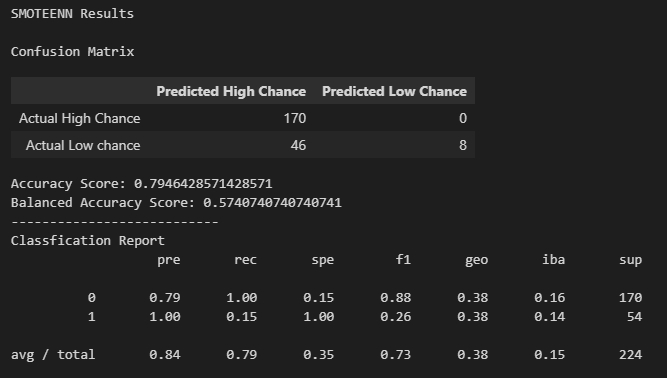 SMOTEENN Results
Confusion Matrix
Predicted High Chance Predicted Low Chance
Actual High Chance 170 0
Actual Low chance 46 8
Accuracy Score: 0.7946428571428571
Balanced Accuracy Score: 0.5740740740740741
---------------------------
Classfication Report
pre rec spe f1 geo iba sup
0 0.79 1.00 0.15 0.88 0.38 0.16 170
1 1.00 0.15 1.00 0.26 0.38 0.14 54
avg / total 0.84 0.79 0.35 0.73 0.38 0.15 224